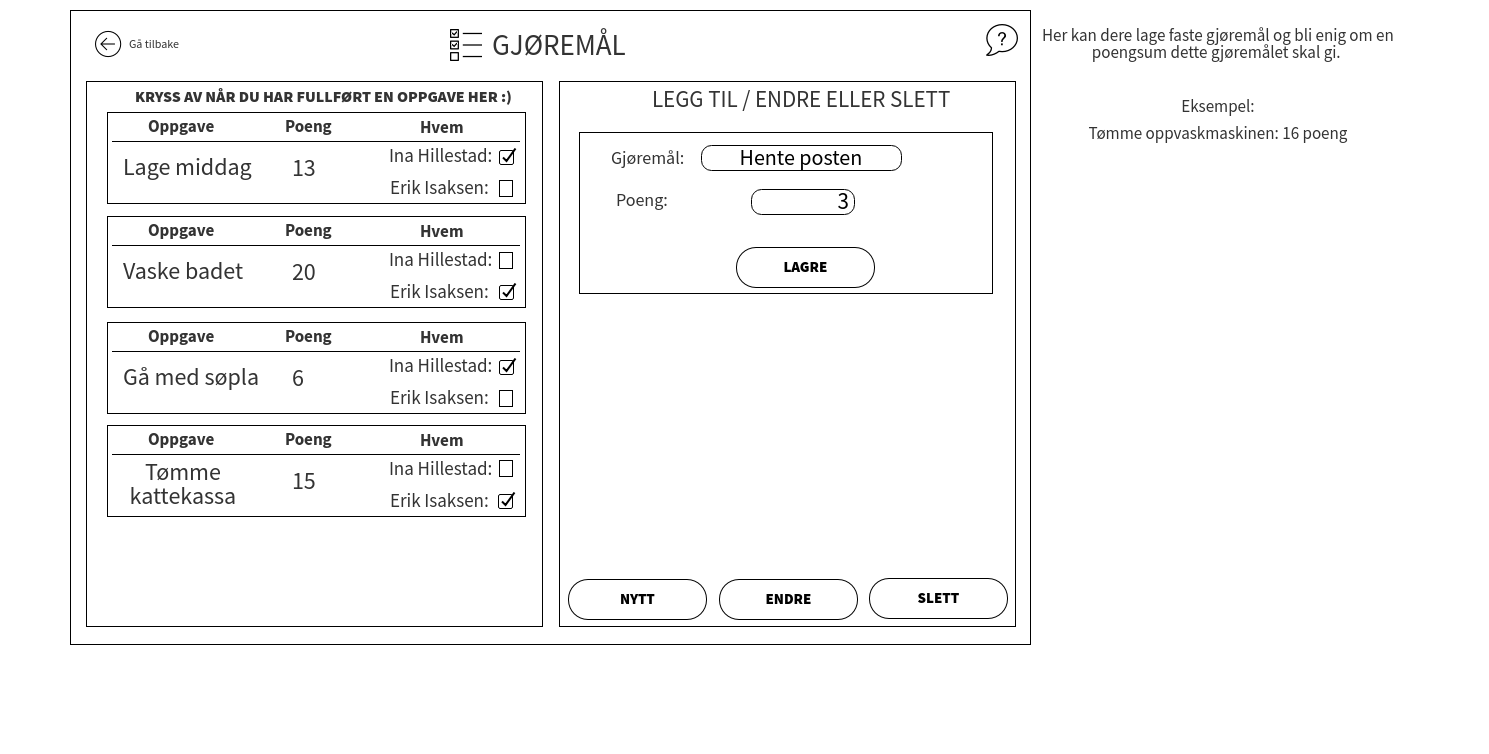 Gå tilbake
GJØREMÅL
?
KRYSS AV NÅR DU HAR FULLFØRT EN OPPGAVE HER :)
Oppgave Poeng Hvem
Lage middag 13
Ina Hillestad:
Erik Isaksen:
Oppgave Poeng Hvem
Vaske badet 20
Ina Hillestad:
Erik Isaksen:
Oppgave Poeng Hvem
Gå med søpla 6
Ina Hillestad:
Erik Isaksen:
Oppgave Poeng Hvem
Tømme
kattekassa 15
Ina Hillestad:
Erik Isaksen:
LEGG TIL / ENDRE ELLER SLETT
Gjøremål: Hente posten
Poeng: 3
LAGRE
NYTT ENDRE SLETT
Her kan dere lage faste gjøremål og bli enig om en
poengsum dette gjøremålet skal gi.
Eksempel:
Tømme oppvaskmaskinen: 16 poeng